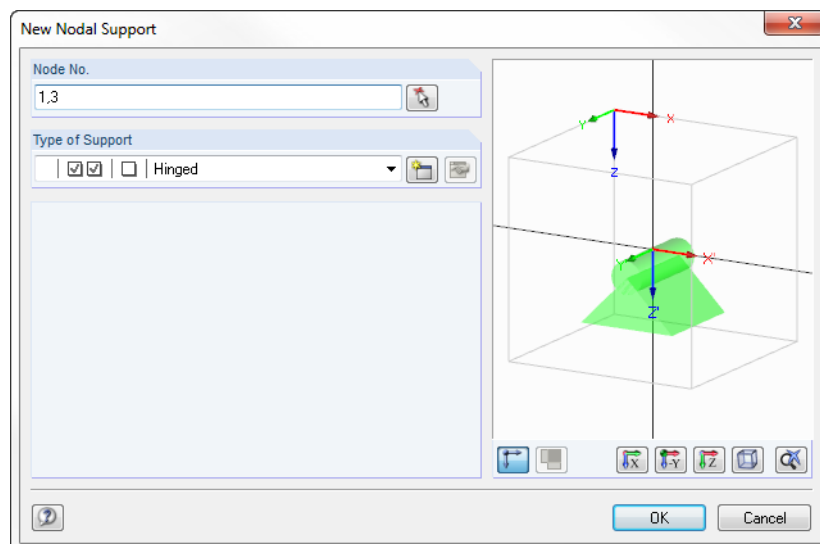 New Nodal Support
Node No.
1,3
Type of Support
Hinged
Y
X
Z
Y'
X'
Z'
X
-Y
Z
OK
Cancel